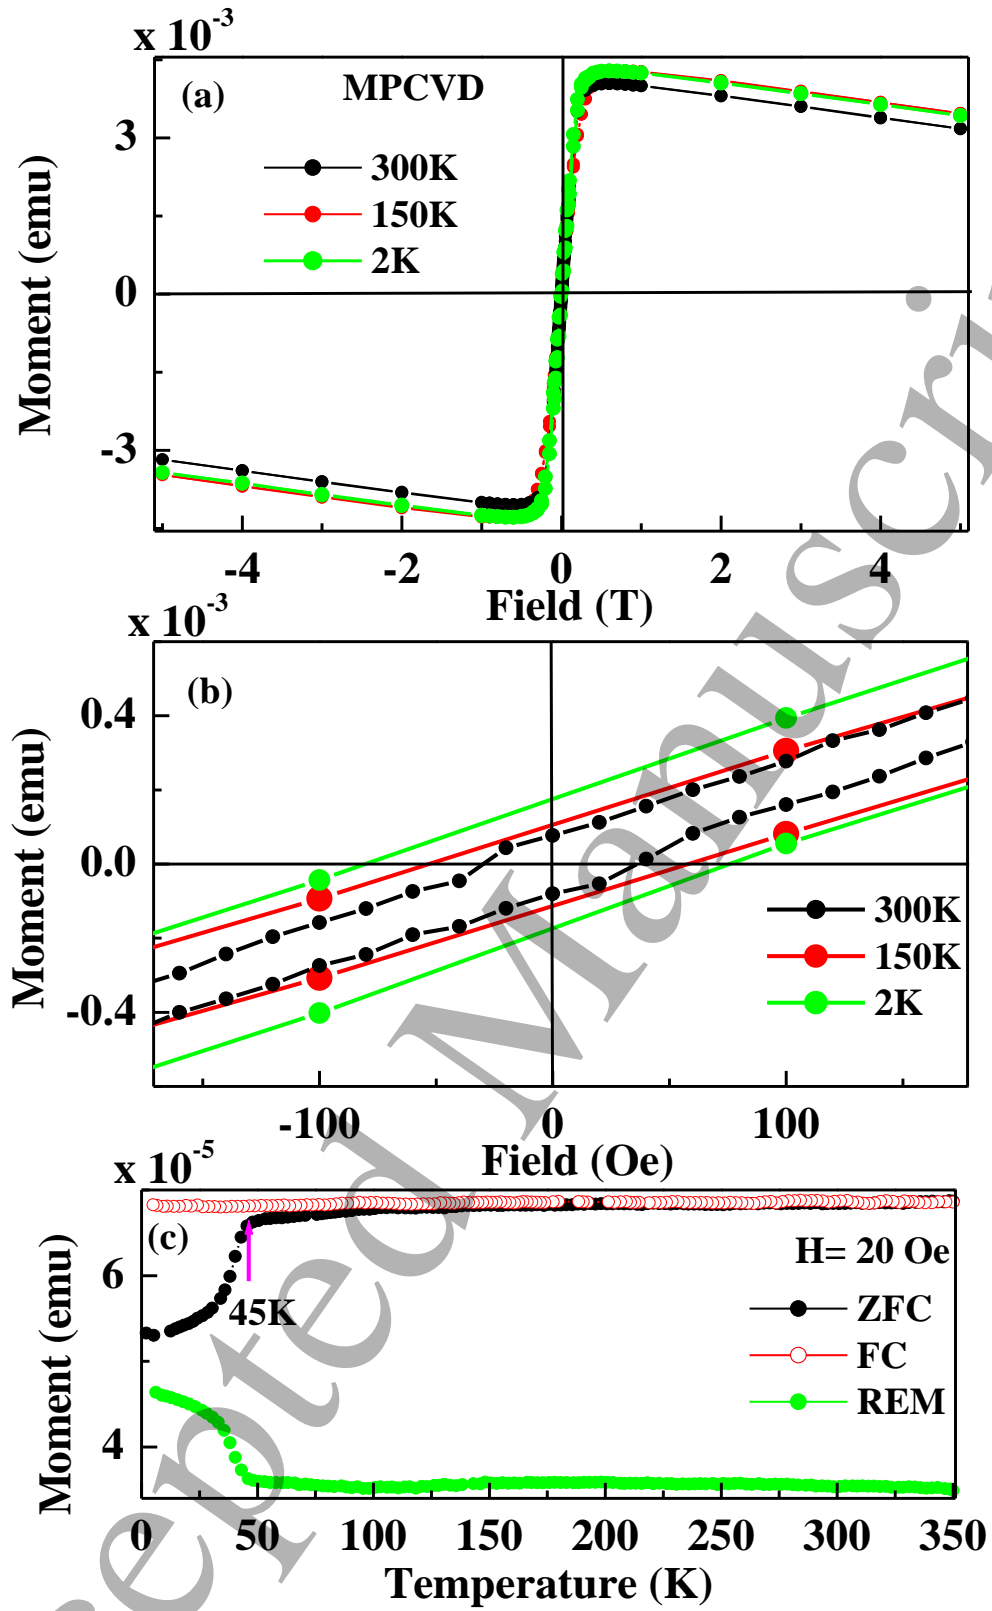 x 10-3
(a) MPCVD
300K
150K
2K
Moment (emu)
3
0
-3
-4 -2 0 2 4
Field (T)
x 10-3
(b)
0.4
0.0
-0.4
Moment (emu)
300K
150K
2K
-100 0 100
Field (Oe)
x 10-5
(c)
H= 20 Oe
45K
ZFC
FC
REM
6
4
Moment (emu)
0 50 100 150 200 250 300 350
Temperature (K)
epted Manuscri